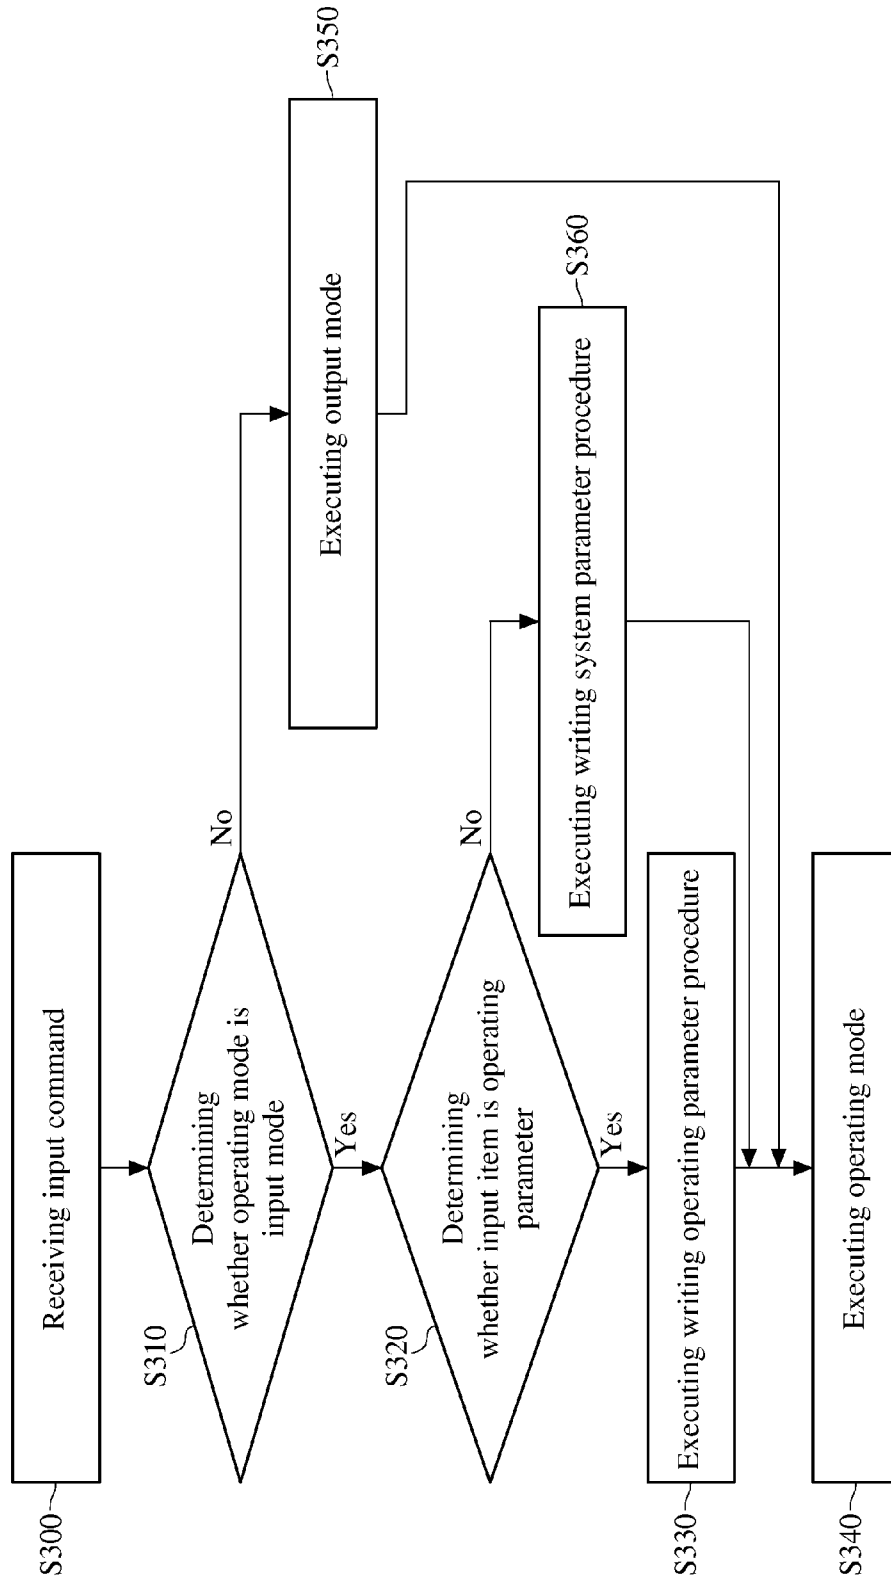 S300
Receiving input command
S310
Determining
whether operating mode is
input mode
No
Yes
Executing output mode
S350
S320
Determining
whether input item is operating
parameter
No
Yes
Executing writing system parameter procedure
S360
S330
Executing writing operating parameter procedure
S340
Executing operating mode